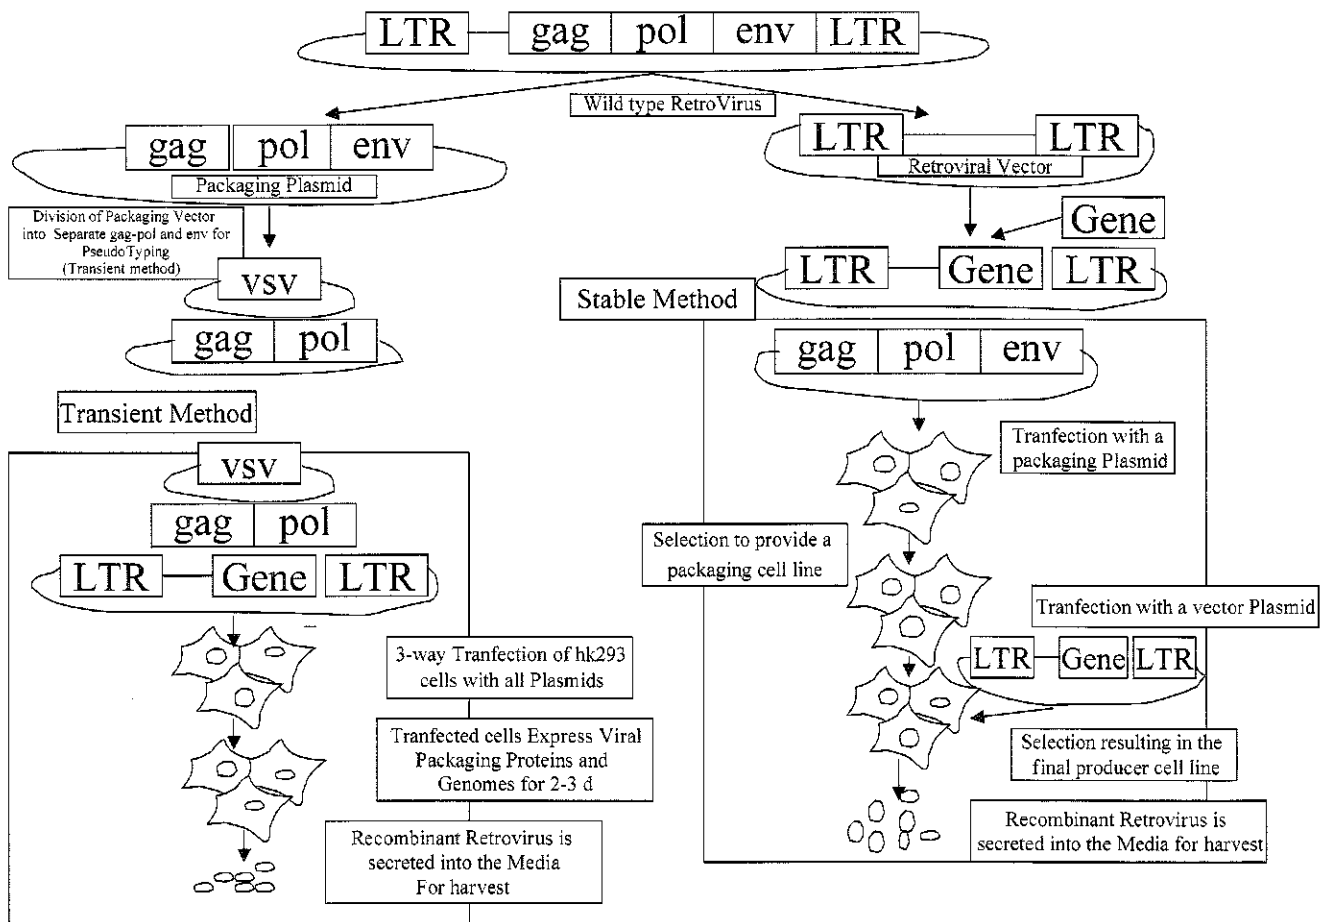 LTR gag pol env LTR
Wild type RetroVirus
gag pol env
Packaging Plasmid
Division of Packaging Vector
into Separate gag-pol and env for
PseudoTyping
(Transient method)
vsv
gag pol
LTR LTR
Retroviral Vector
Gene
LTR Gene LTR
Transient Method
vsv
gag pol
LTR Gene LTR
3-way Tranfection of hk293
cells with all Plasmids
Tranfected cells Express Viral
Packaging Proteins and
Genomes for 2-3 d
Recombinant Retrovirus is
secreted into the Media
For harvest
Stable Method
gag pol env
Tranfection with a
packaging Plasmid
Selection to provide a
packaging cell line
Tranfection with a vector Plasmid
LTR Gene LTR
Selection resulting in the
final producer cell line
Recombinant Retrovirus is
secreted into the Media for harvest